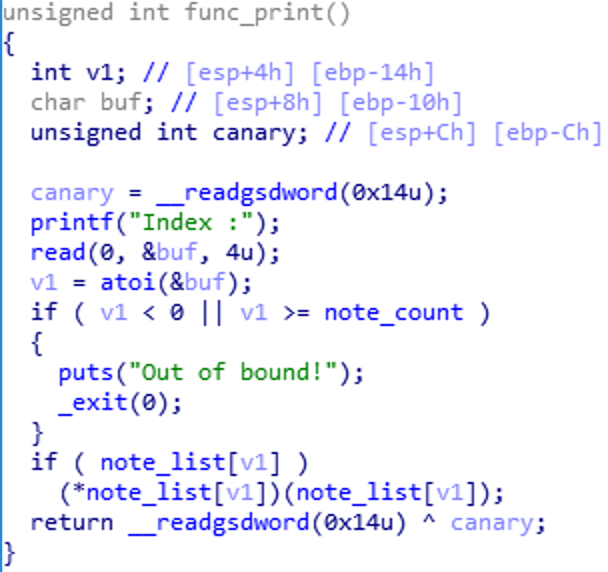 unsigned int func_print()
{
  int v1; // [esp+4h] [ebp-14h]
  char buf; // [esp+8h] [ebp-10h]
  unsigned int canary; // [esp+Ch] [ebp-Ch]
  canary = __readgsdword(0x14u);
  printf("Index :");
  read(0, &buf, 4u);
  v1 = atoi(&buf);
  if ( v1 < 0 || v1 >= note_count )
  {
    puts("Out of bound!");
    _exit(0);
  }
  if ( note_list[v1] )
    (*note_list[v1])(note_list[v1]);
  return __readgsdword(0x14u) ^ canary;
}